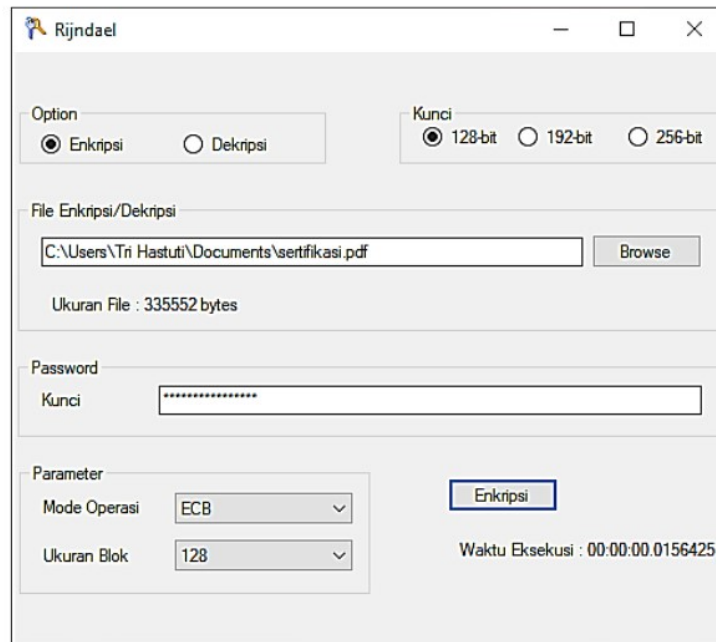 Rijndael
Option
Enkripsi Dekripsi
Kunci
128-bit 192-bit 256-bit
File Enkripsi/Dekripsi
C:\Users\Tri Hastuti\Documents\sertifikasi.pdf
Browse
Ukuran File : 335552 bytes
Password
Kunci
****************
Parameter
Mode Operasi ECB
Ukuran Blok 128
Enkripsi
Waktu Eksekusi : 00:00:00.0156425